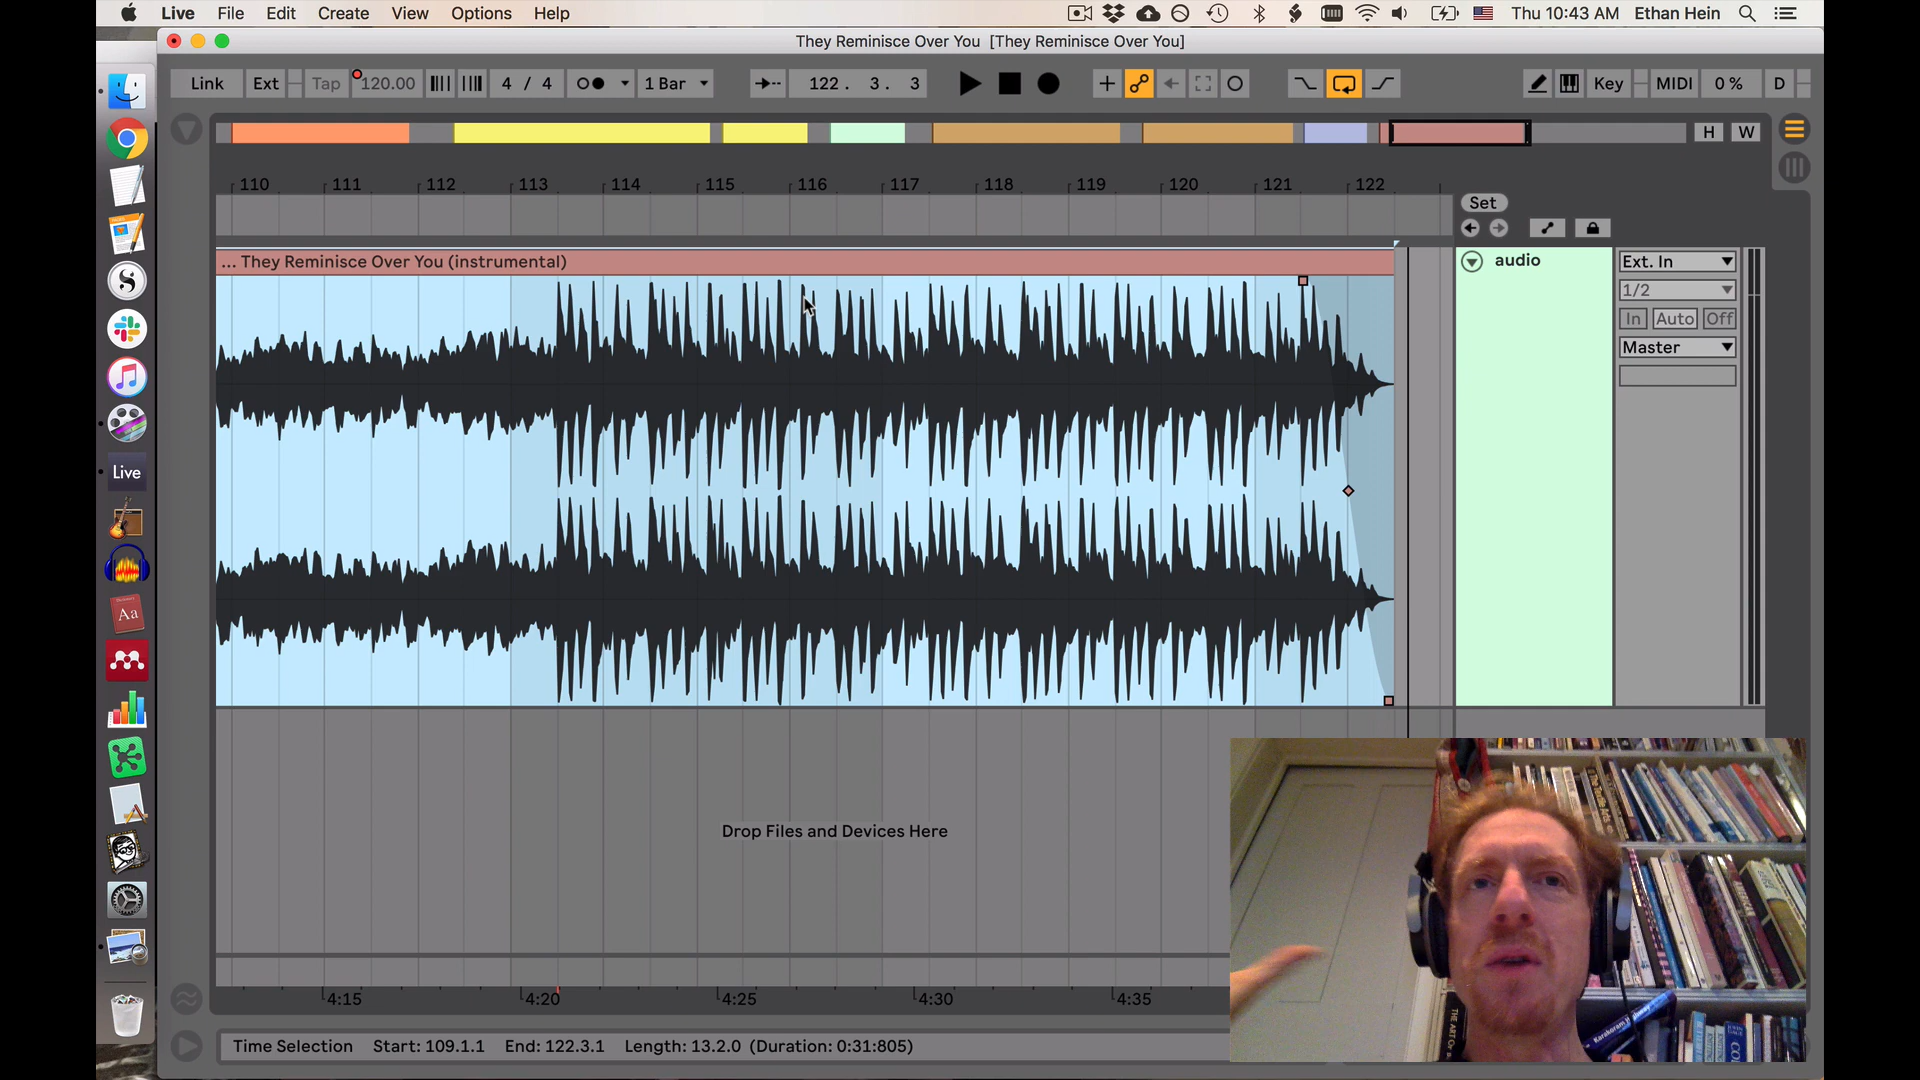 Live File Edit Create View Options Help Thu 10:43 AM Ethan Hein
They Reminisce Over You [They Reminisce Over You]
Link Ext Tap 120.00 4 / 4 1 Bar 122. 3. 3 Key MIDI 0 % D
H W
110 111 112 113 114 115 116 117 118 119 120 121 122
Set
... They Reminisce Over You (instrumental)
audio
Ext. In
1/2
In Auto Off
Master
Live
Aa
Drop Files and Devices Here
4:15 4:20 4:25 4:30 4:35
Time Selection Start: 109.1.1 End: 122.3.1 Length: 13.2.0 (Duration: 0:31:805)
THE ART OF